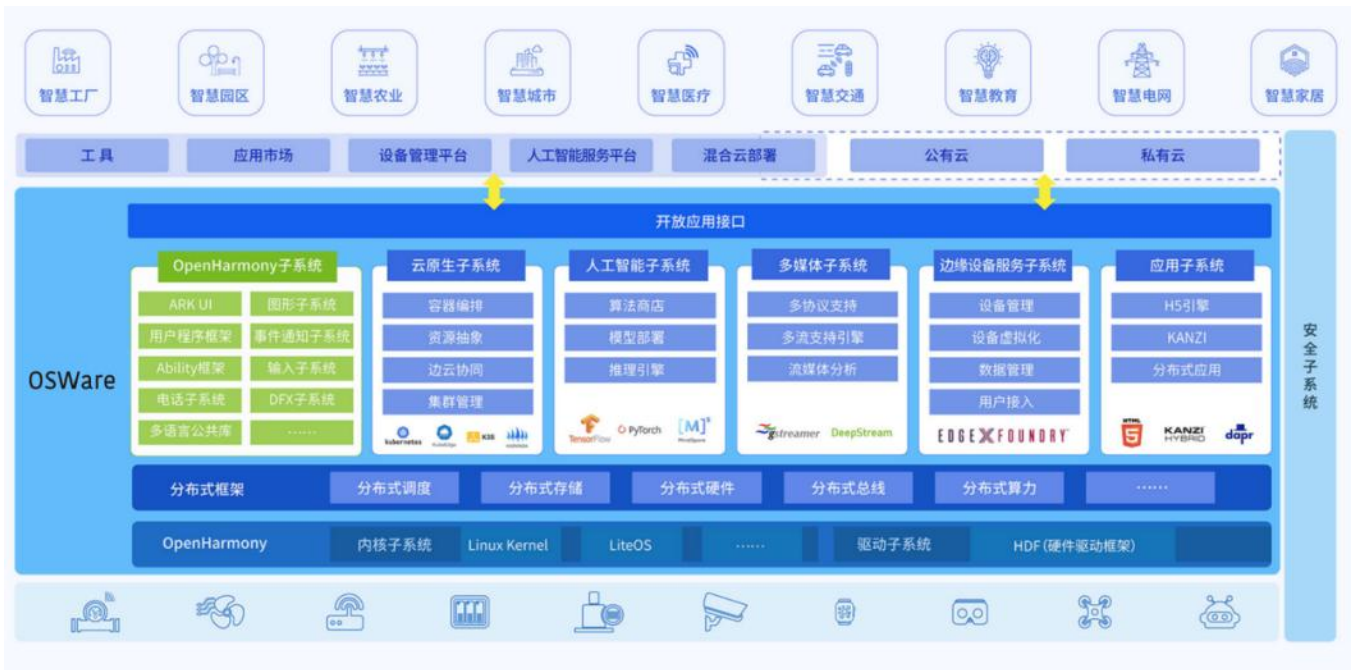 智慧工厂
智慧园区
智慧农业
智慧城市
智慧医疗
智慧交通
智慧教育
智慧电网
智慧家居
工具
应用市场
设备管理平台
人工智能服务平台
混合云部署
公有云
私有云
开放应用接口
OSWare
OpenHarmony子系统
ARK UI
图形子系统
用户程序框架
事件通知子系统
Ability框架
输入子系统
电话子系统
DFX子系统
多语言公共库
……
云原生子系统
容器编排
资源抽象
边云协同
集群管理
kubernetes
KubeEdge
K3S
人工智能子系统
算法商店
模型部署
推理引擎
TensorFlow
PyTorch
[M]s
MindSpore
多媒体子系统
多协议支持
多流支持引擎
流媒体分析
gstreamer
DeepStream
边缘设备服务子系统
设备管理
设备虚拟化
数据管理
用户接入
EDGE X FOUNDRY
应用子系统
H5引擎
KANZI
分布式应用
HTML
5
KANZI
HYBRID
dapr
分布式框架
分布式调度
分布式存储
分布式硬件
分布式总线
分布式算力
……
OpenHarmony
内核子系统
Linux Kernel
LiteOS
……
驱动子系统
HDF(硬件驱动框架)
安全子系统